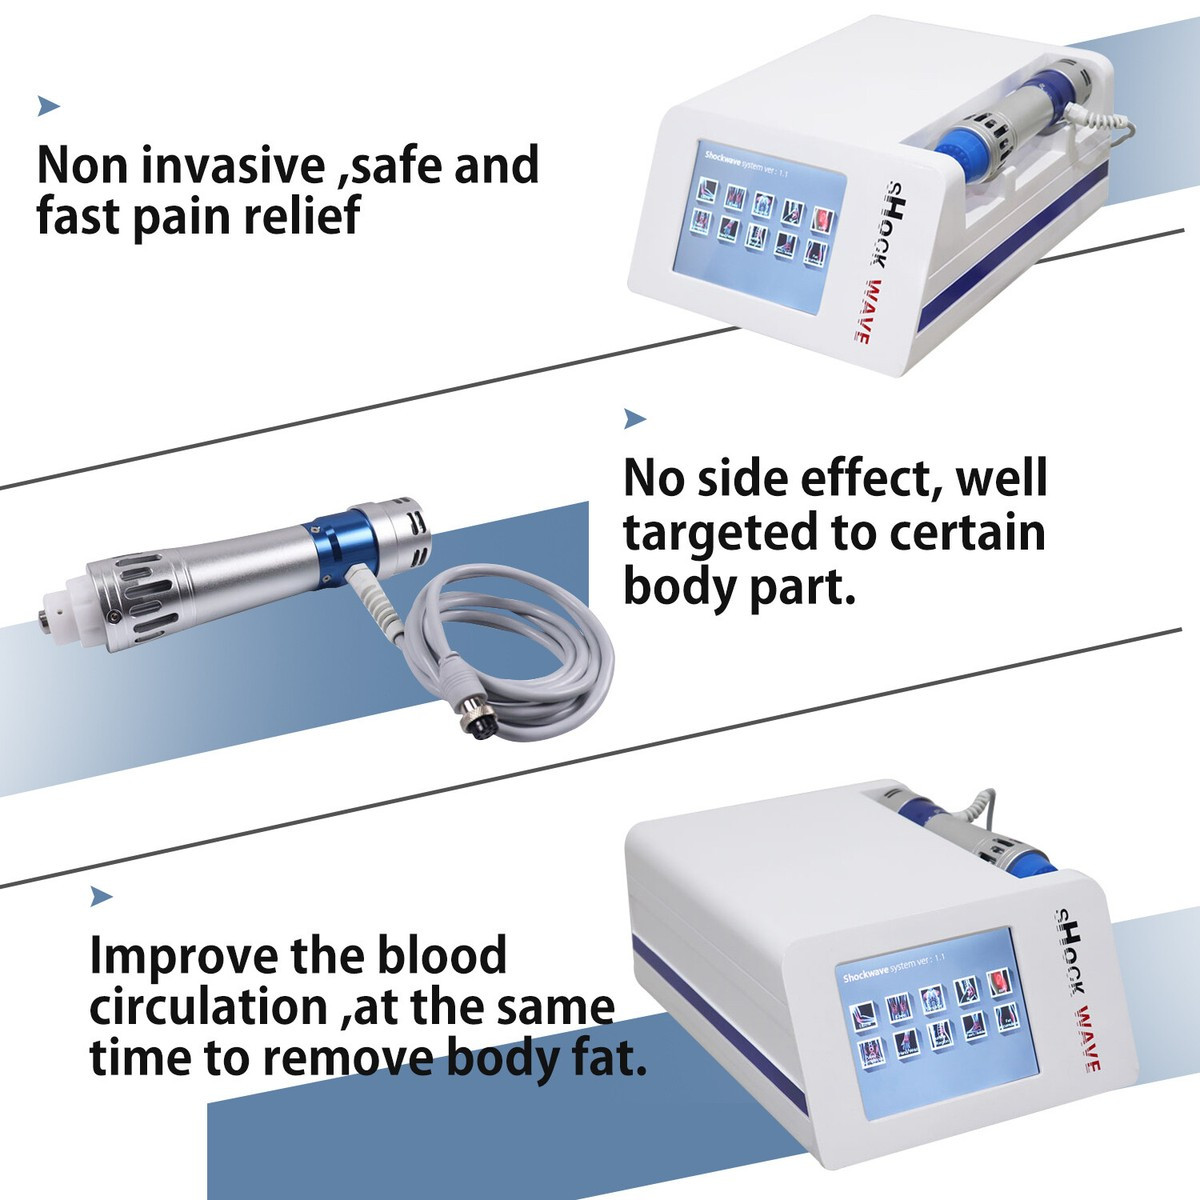 Non invasive ,safe and
fast pain relief
Shockwave system ver : 1.1
SHOCK WAVE
No side effect, well
targeted to certain
body part.
Improve the blood
circulation ,at the same
time to remove body fat.
Shockwave system ver : 1.1
SHOCK WAVE